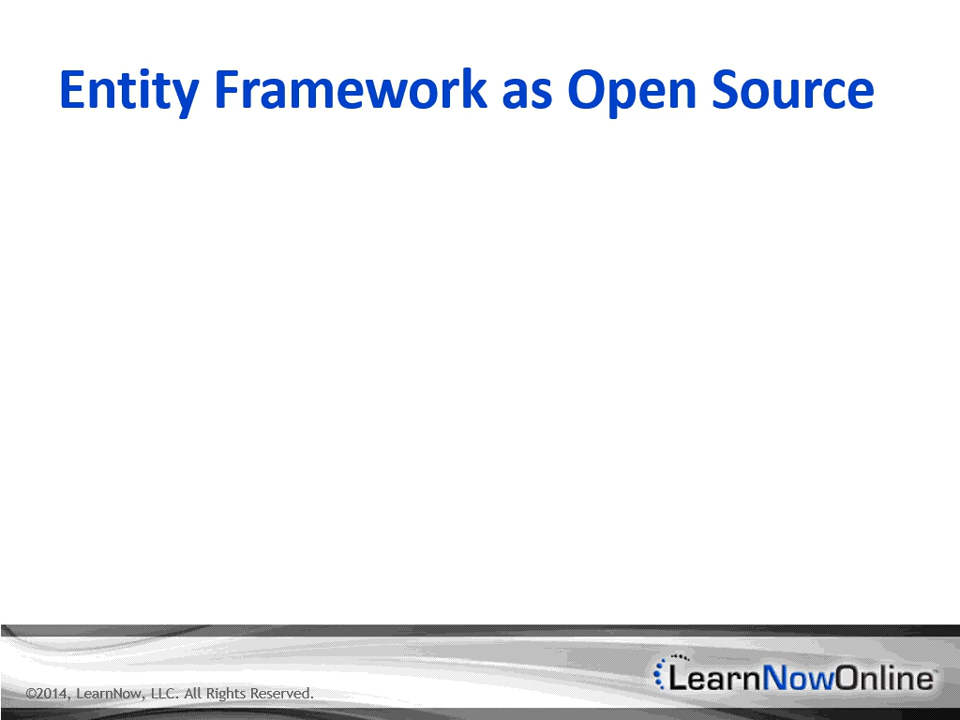 Entity Framework as Open Source
©2014, LearnNow, LLC. All Rights Reserved.
LearnNowOnline